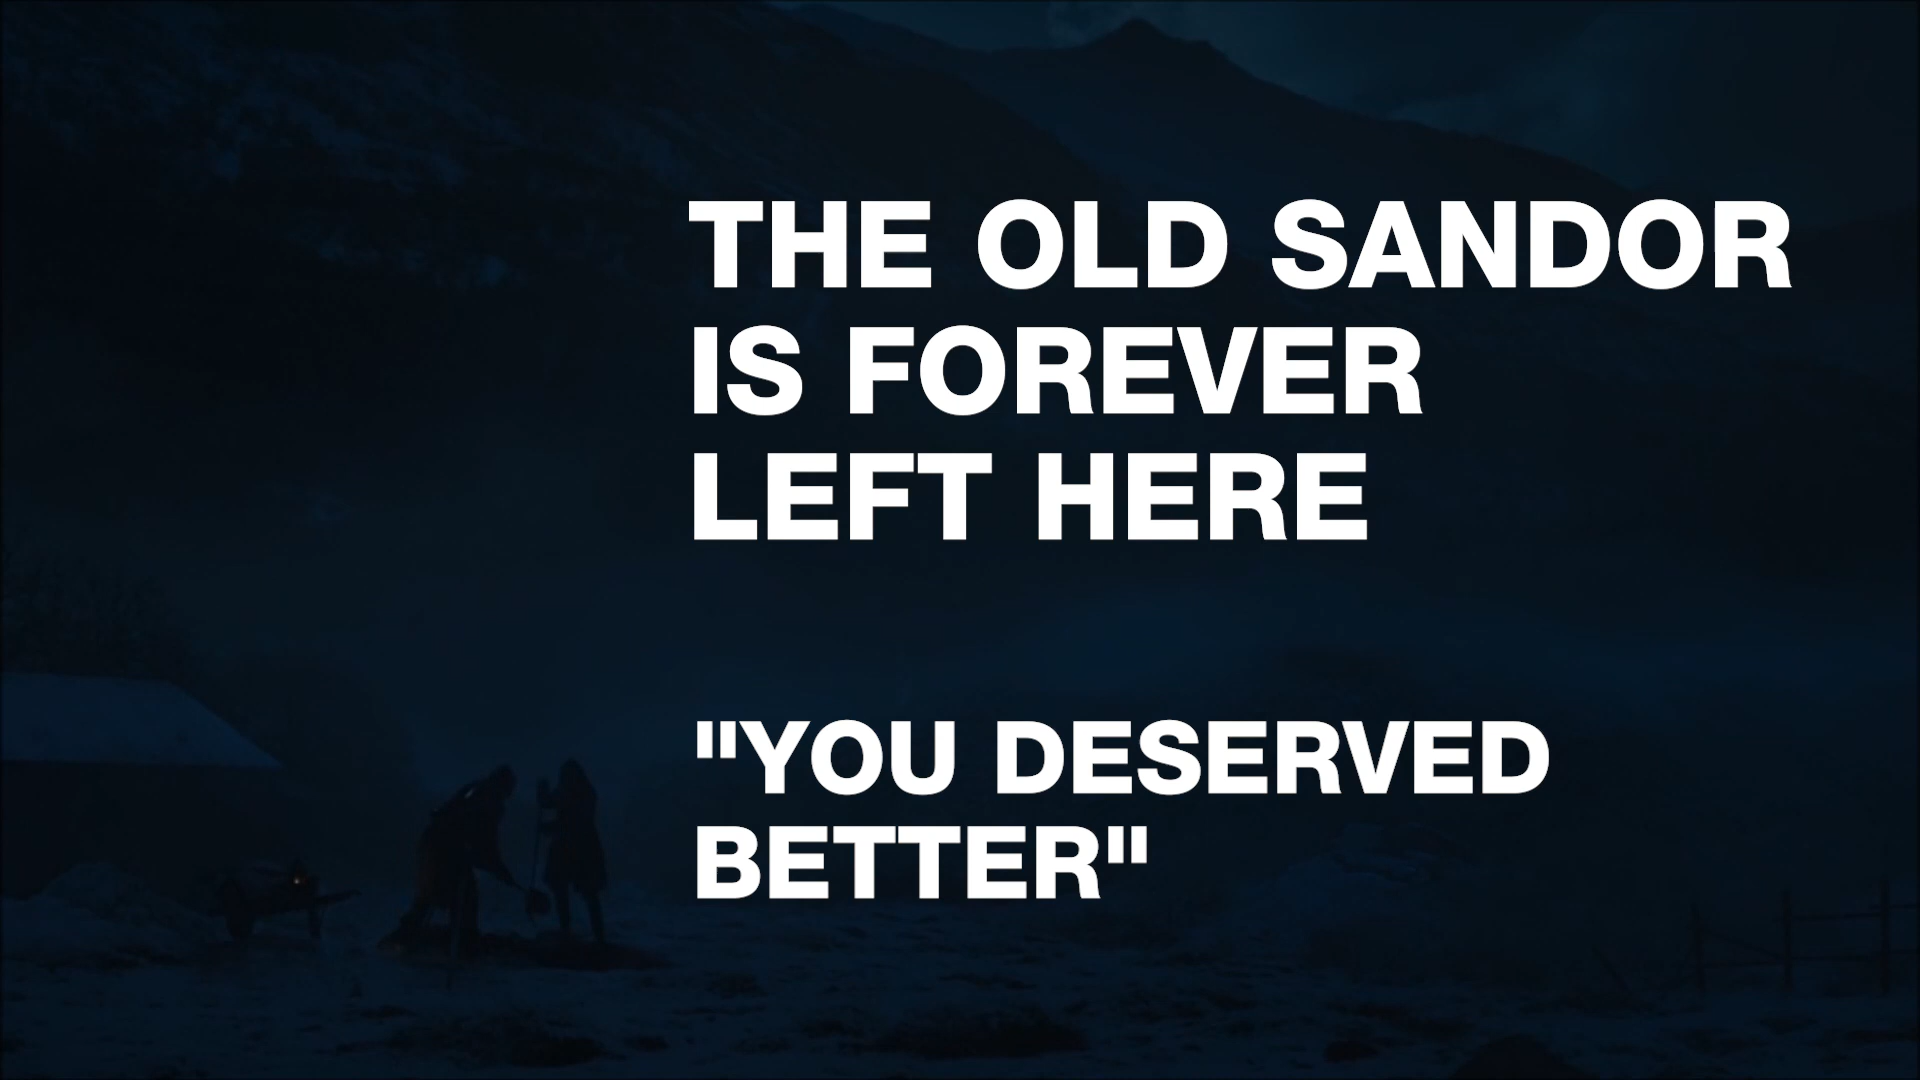 THE OLD SANDOR
IS FOREVER
LEFT HERE
"YOU DESERVED
BETTER"